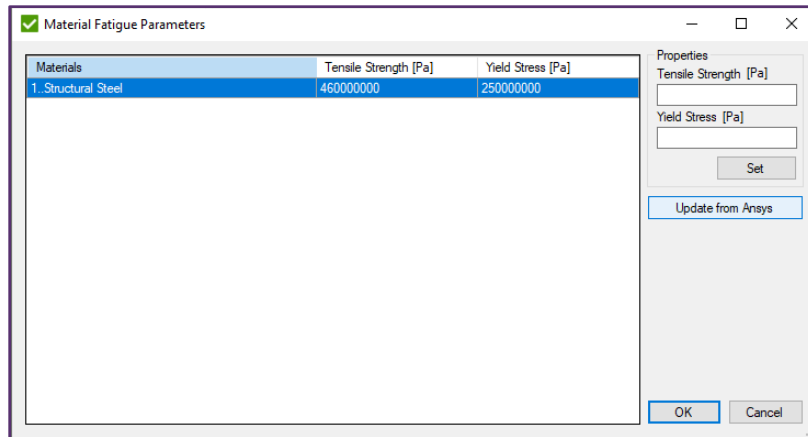 Material Fatigue Parameters
Materials Tensile Strength [Pa] Yield Stress [Pa]
1..Structural Steel 460000000 250000000
Properties
Tensile Strength [Pa]
Yield Stress [Pa]
Set
Update from Ansys
OK Cancel